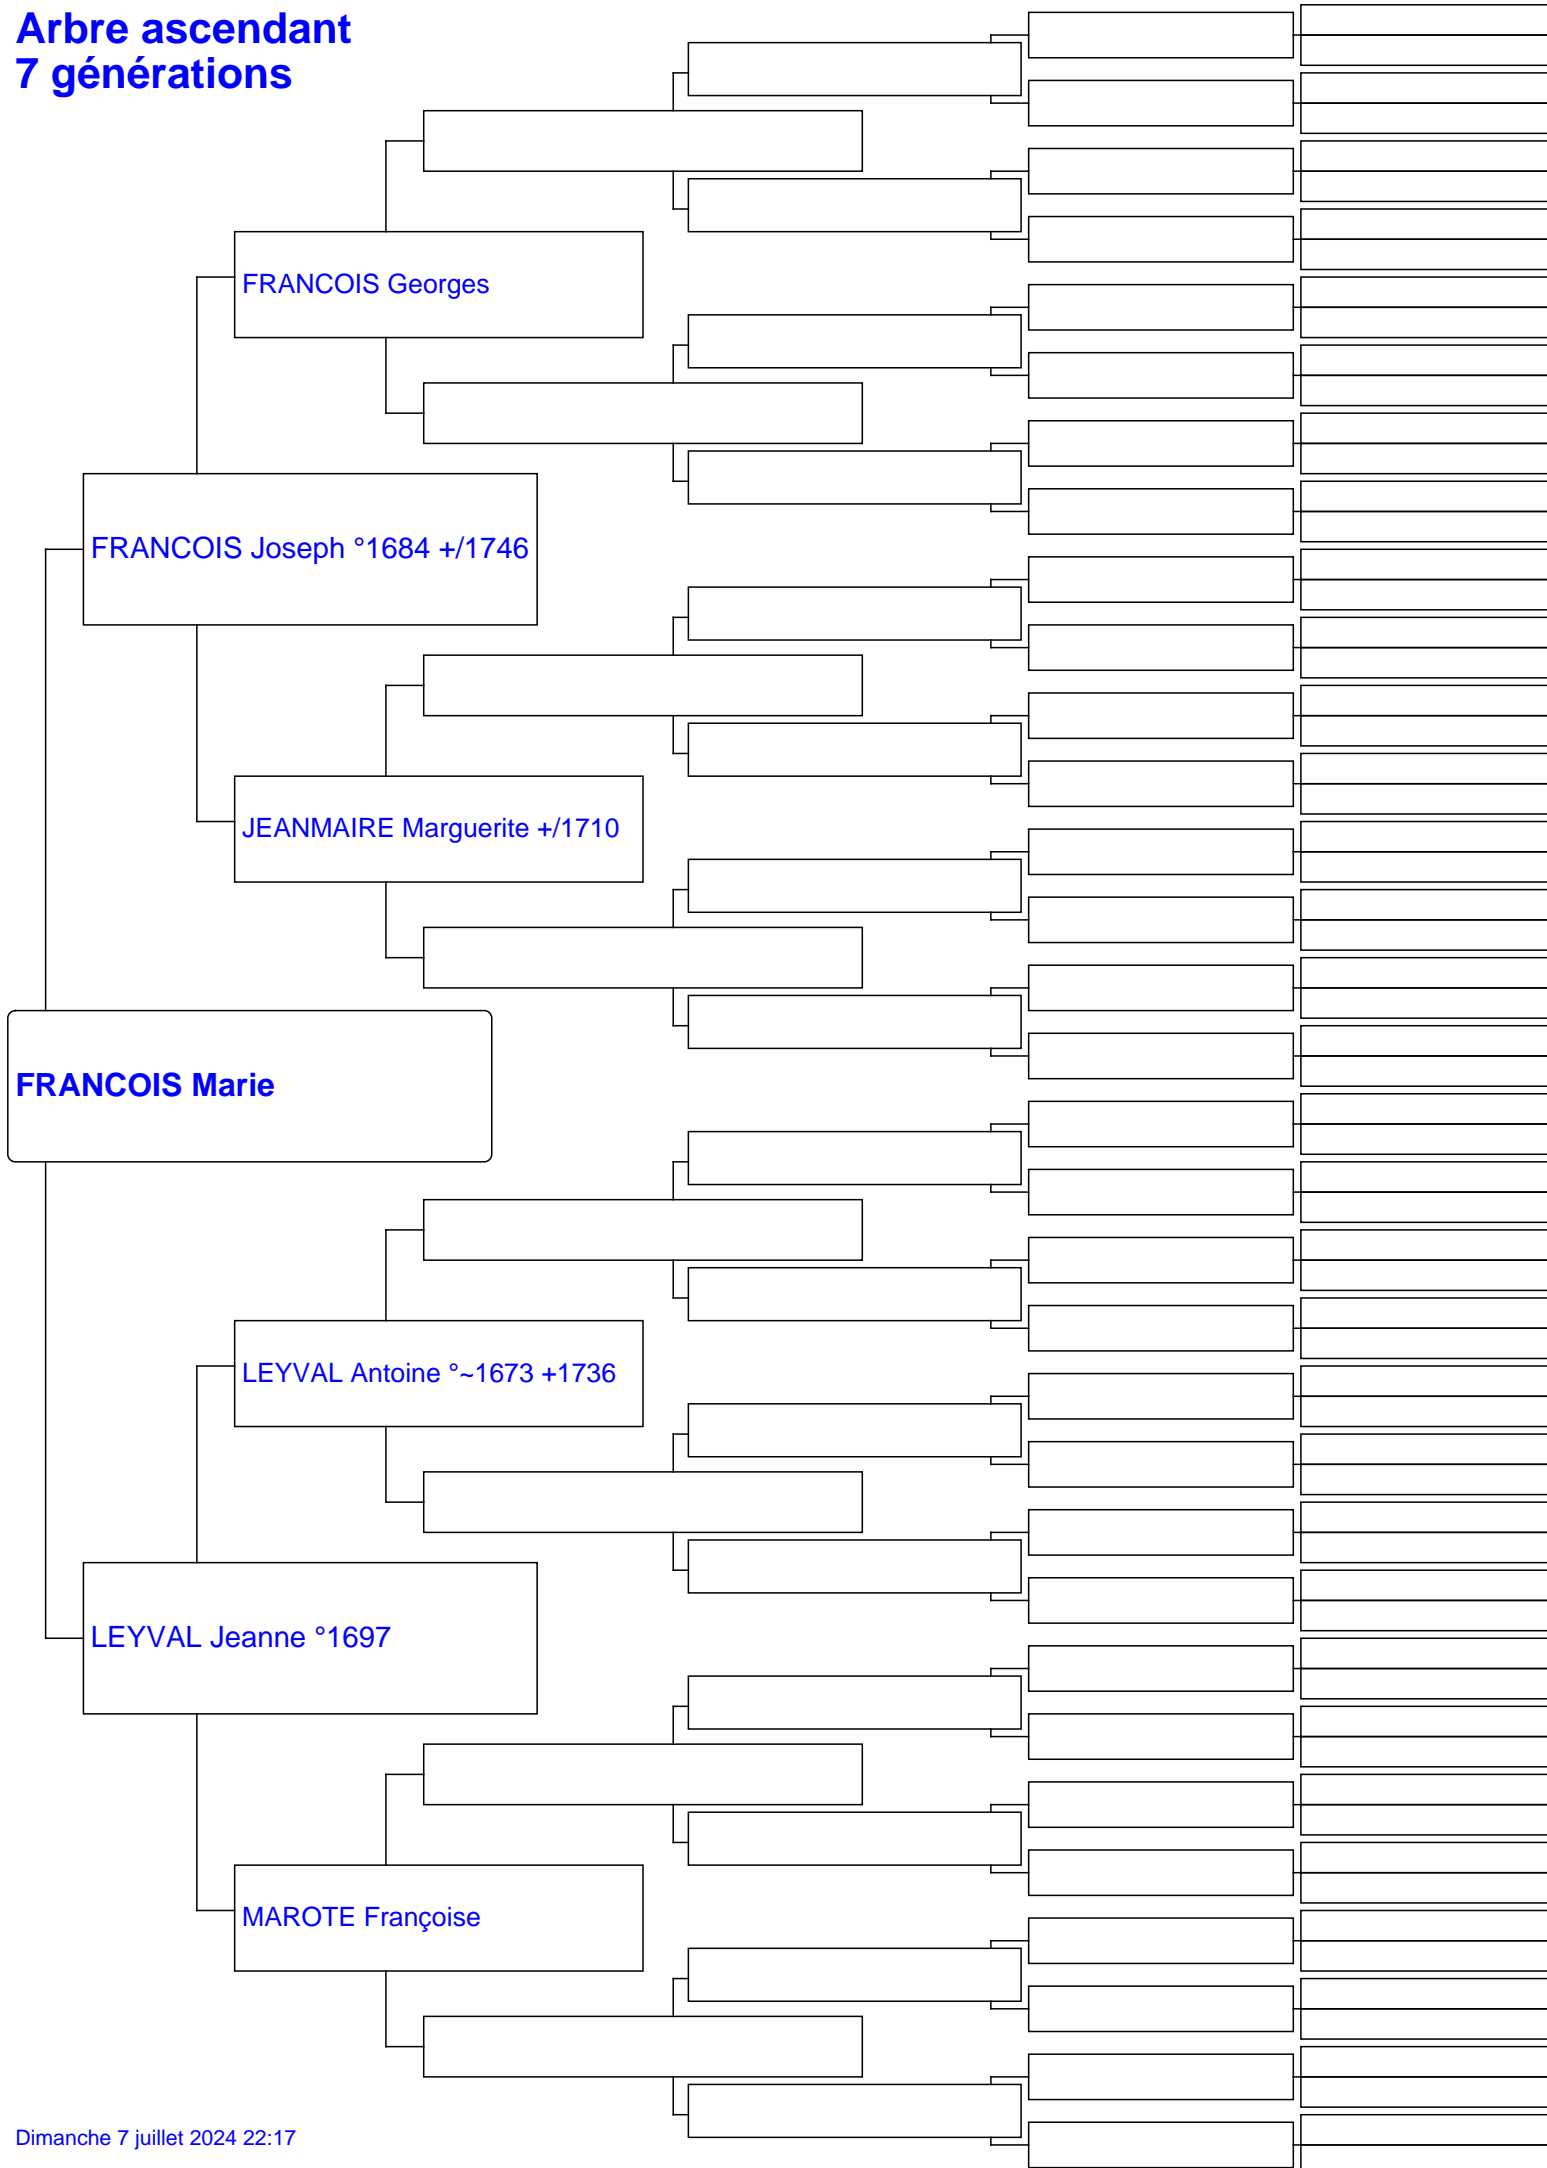 Arbre ascendant
7 générations
FRANCOIS Georges
FRANCOIS Joseph °1684 +/1746
JEANMAIRE Marguerite +/1710
FRANCOIS Marie
LEYVAL Antoine °~1673 +1736
LEYVAL Jeanne °1697
MAROTE Françoise
Dimanche 7 juillet 2024 22:17